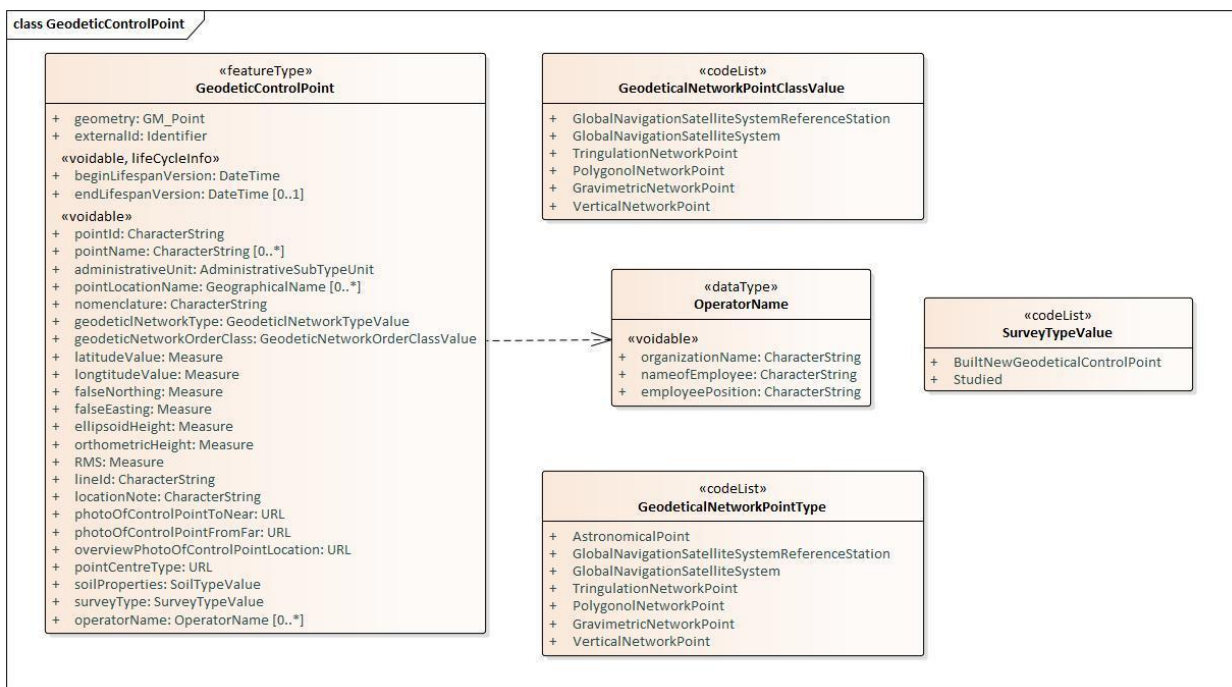 class GeodeticControlPoint
«featureType»
GeodeticControlPoint
+ geometry: GM_Point
+ externalId: Identifier
«voidable, lifeCycleInfo»
+ beginLifespanVersion: DateTime
+ endLifespanVersion: DateTime [0..1]
«voidable»
+ pointId: CharacterString
+ pointName: CharacterString [0..*]
+ administrativeUnit: AdministrativeSubTypeUnit
+ pointLocationName: GeographicalName [0..*]
+ nomenclature: CharacterString
+ geodeticlNetworkType: GeodeticlNetworkTypeValue
+ geodeticNetworkOrderClass: GeodeticNetworkOrderClassValue
+ latitudeValue: Measure
+ longtitudeValue: Measure
+ falseNorthing: Measure
+ falseEasting: Measure
+ ellipsoidHeight: Measure
+ orthometricHeight: Measure
+ RMS: Measure
+ lineId: CharacterString
+ locationNote: CharacterString
+ photoOfControlPointToNear: URL
+ photoOfControlPointFromFar: URL
+ overviewPhotoOfControlPointLocation: URL
+ pointCentreType: URL
+ soilProperties: SoilTypeValue
+ surveyType: SurveyTypeValue
+ operatorName: OperatorName [0..*]
«codeList»
GeodeticalNetworkPointClassValue
+ GlobalNavigationSatelliteSystemReferenceStation
+ GlobalNavigationSatelliteSystem
+ TringulationNetworkPoint
+ PolygonolNetworkPoint
+ GravimetricNetworkPoint
+ VerticalNetworkPoint
«dataType»
OperatorName
«voidable»
+ organizationName: CharacterString
+ nameofEmployee: CharacterString
+ employeePosition: CharacterString
«codeList»
SurveyTypeValue
+ BuiltNewGeodeticalControlPoint
+ Studied
«codeList»
GeodeticalNetworkPointType
+ AstronomicalPoint
+ GlobalNavigationSatelliteSystemReferenceStation
+ GlobalNavigationSatelliteSystem
+ TringulationNetworkPoint
+ PolygonolNetworkPoint
+ GravimetricNetworkPoint
+ VerticalNetworkPoint